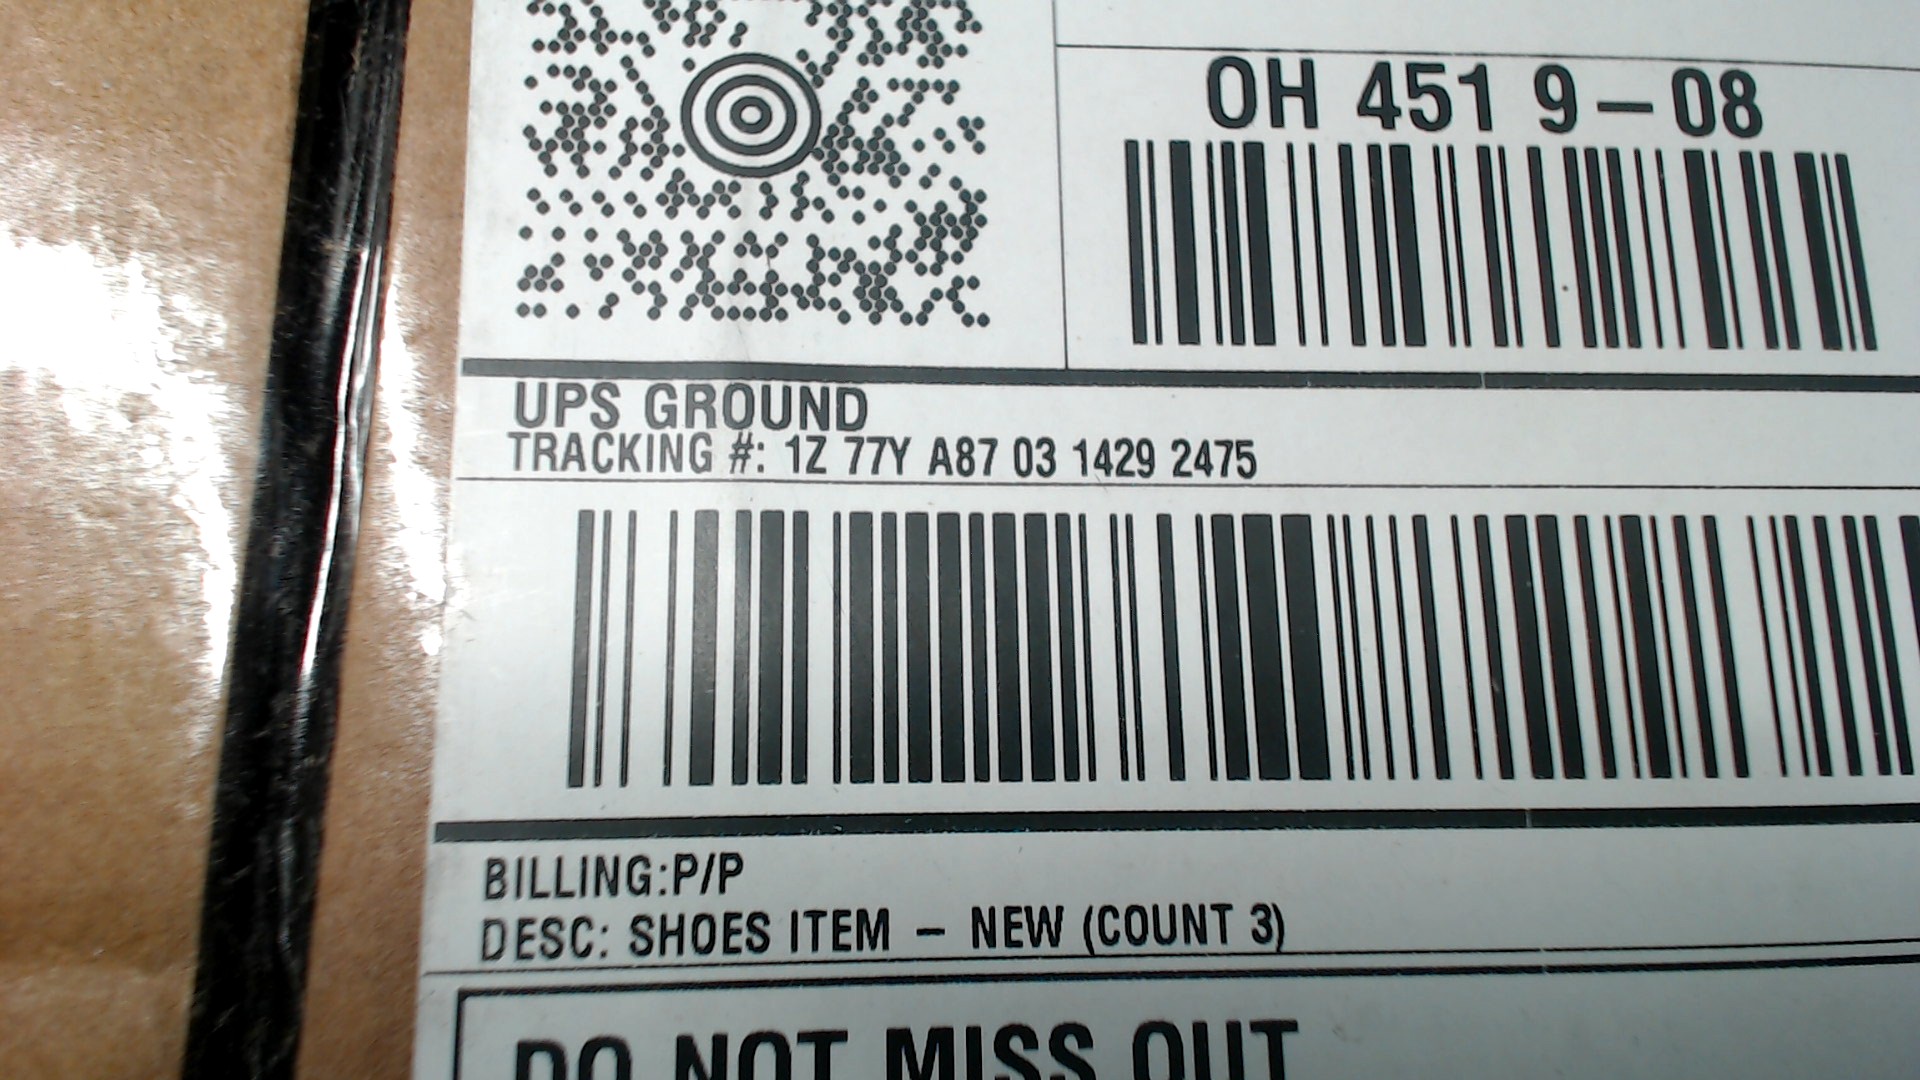 OH 451 9–08
UPS GROUND
TRACKING #: 1Z 77Y A87 03 1429 2475
BILLING:P/P
DESC: SHOES ITEM – NEW (COUNT 3)
DO NOT MISS OUT